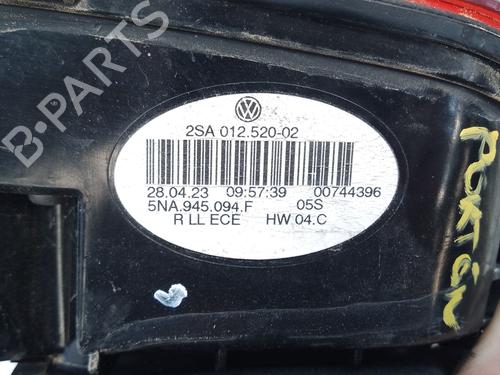 B-PARTS
2SA 012.520-02
28.04.23 09:57:39 00744396
5NA.945.094.F 05S
R LL ECE HW 04.C
PORTON